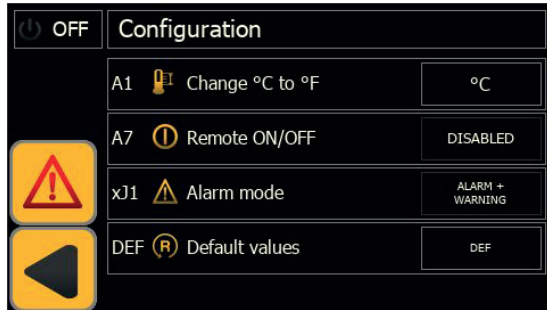 OFF Configuration
A1 Change °C to °F °C
A7 Remote ON/OFF DISABLED
xJ1 Alarm mode ALARM +
WARNING
DEF R Default values DEF